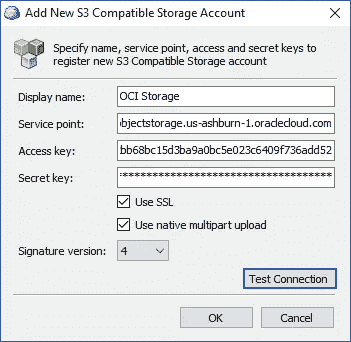 Add New S3 Compatible Storage Account
Specify name, service point, access and secret keys to
register new S3 Compatible Storage account
Display name: OCI Storage
Service point: objectstorage.us-ashburn-1.oraclecloud.com
Access key: bb68bc15d3ba9a0bc5e023c6409f736add52
Secret key: ************************************
Use SSL
Use native multipart upload
Signature version: 4
Test Connection
OK Cancel